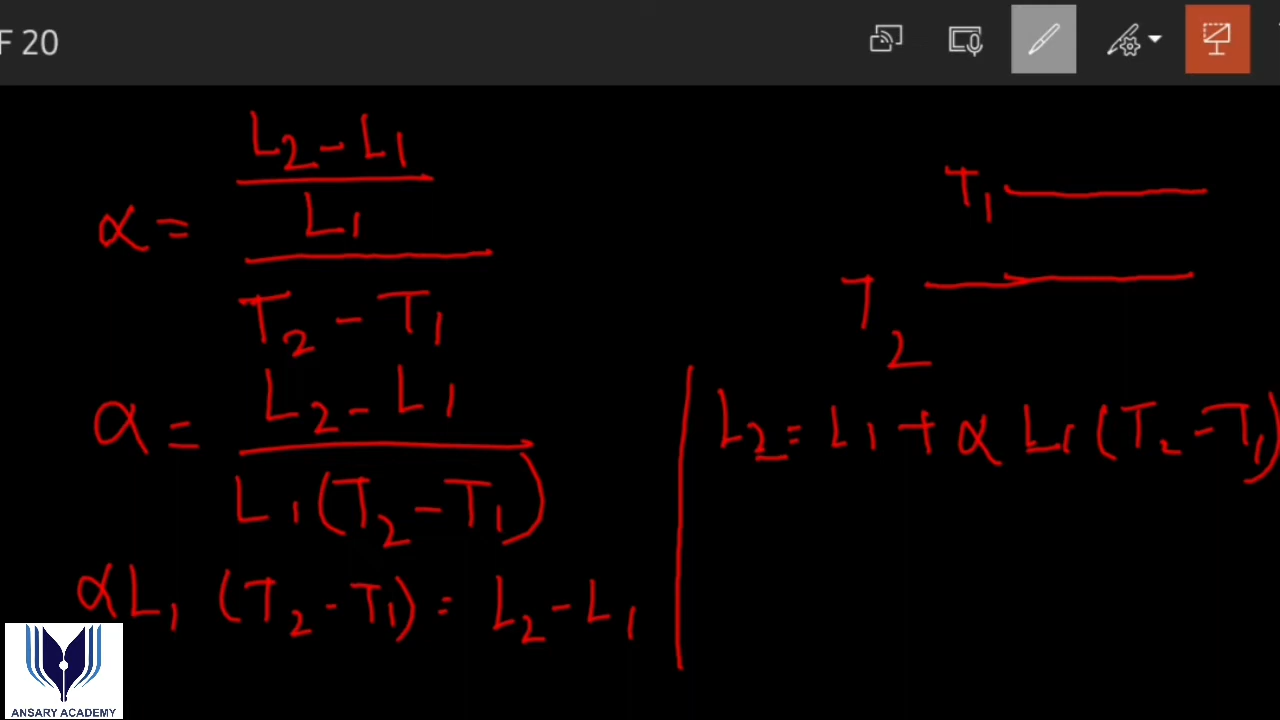 F 20
L2 - L1
L1
α =
T2 - T1
L2 - L1
α =
L1 (T2 - T1)
αL1 (T2 - T1) = L2 - L1
T1
T2
L2 = L1 + α L1 (T2 - T1)
ANSARY ACADEMY